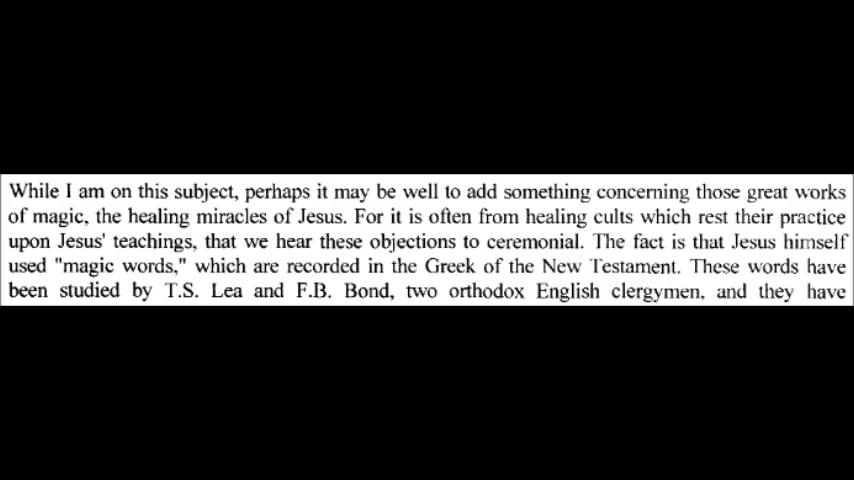 While I am on this subject, perhaps it may be well to add something concerning those great works
of magic, the healing miracles of Jesus. For it is often from healing cults which rest their practice
upon Jesus' teachings, that we hear these objections to ceremonial. The fact is that Jesus himself
used "magic words," which are recorded in the Greek of the New Testament. These words have
been studied by T.S. Lea and F.B. Bond, two orthodox English clergymen, and they have